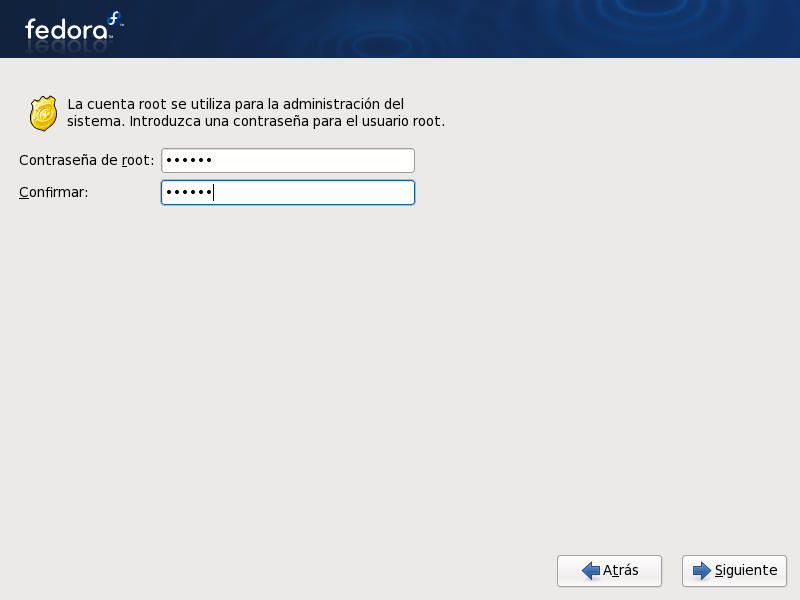 fedora™
La cuenta root se utiliza para la administración del
sistema. Introduzca una contraseña para el usuario root.
Contraseña de root: ••••••
Confirmar: ••••••
Atrás
Siguiente